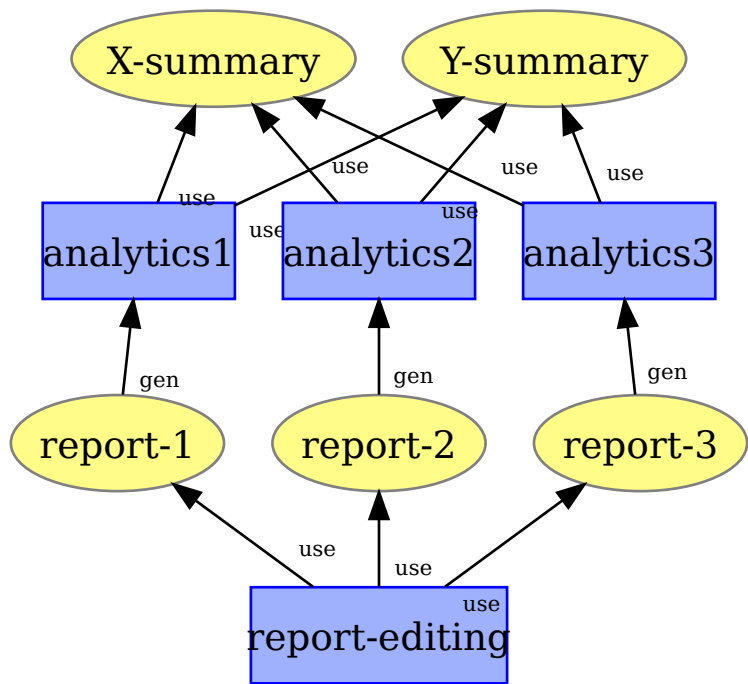 X-summary
Y-summary
use
use
use
use
use
use
analytics1
analytics2
analytics3
gen
gen
gen
report-1
report-2
report-3
use
use
use
report-editing